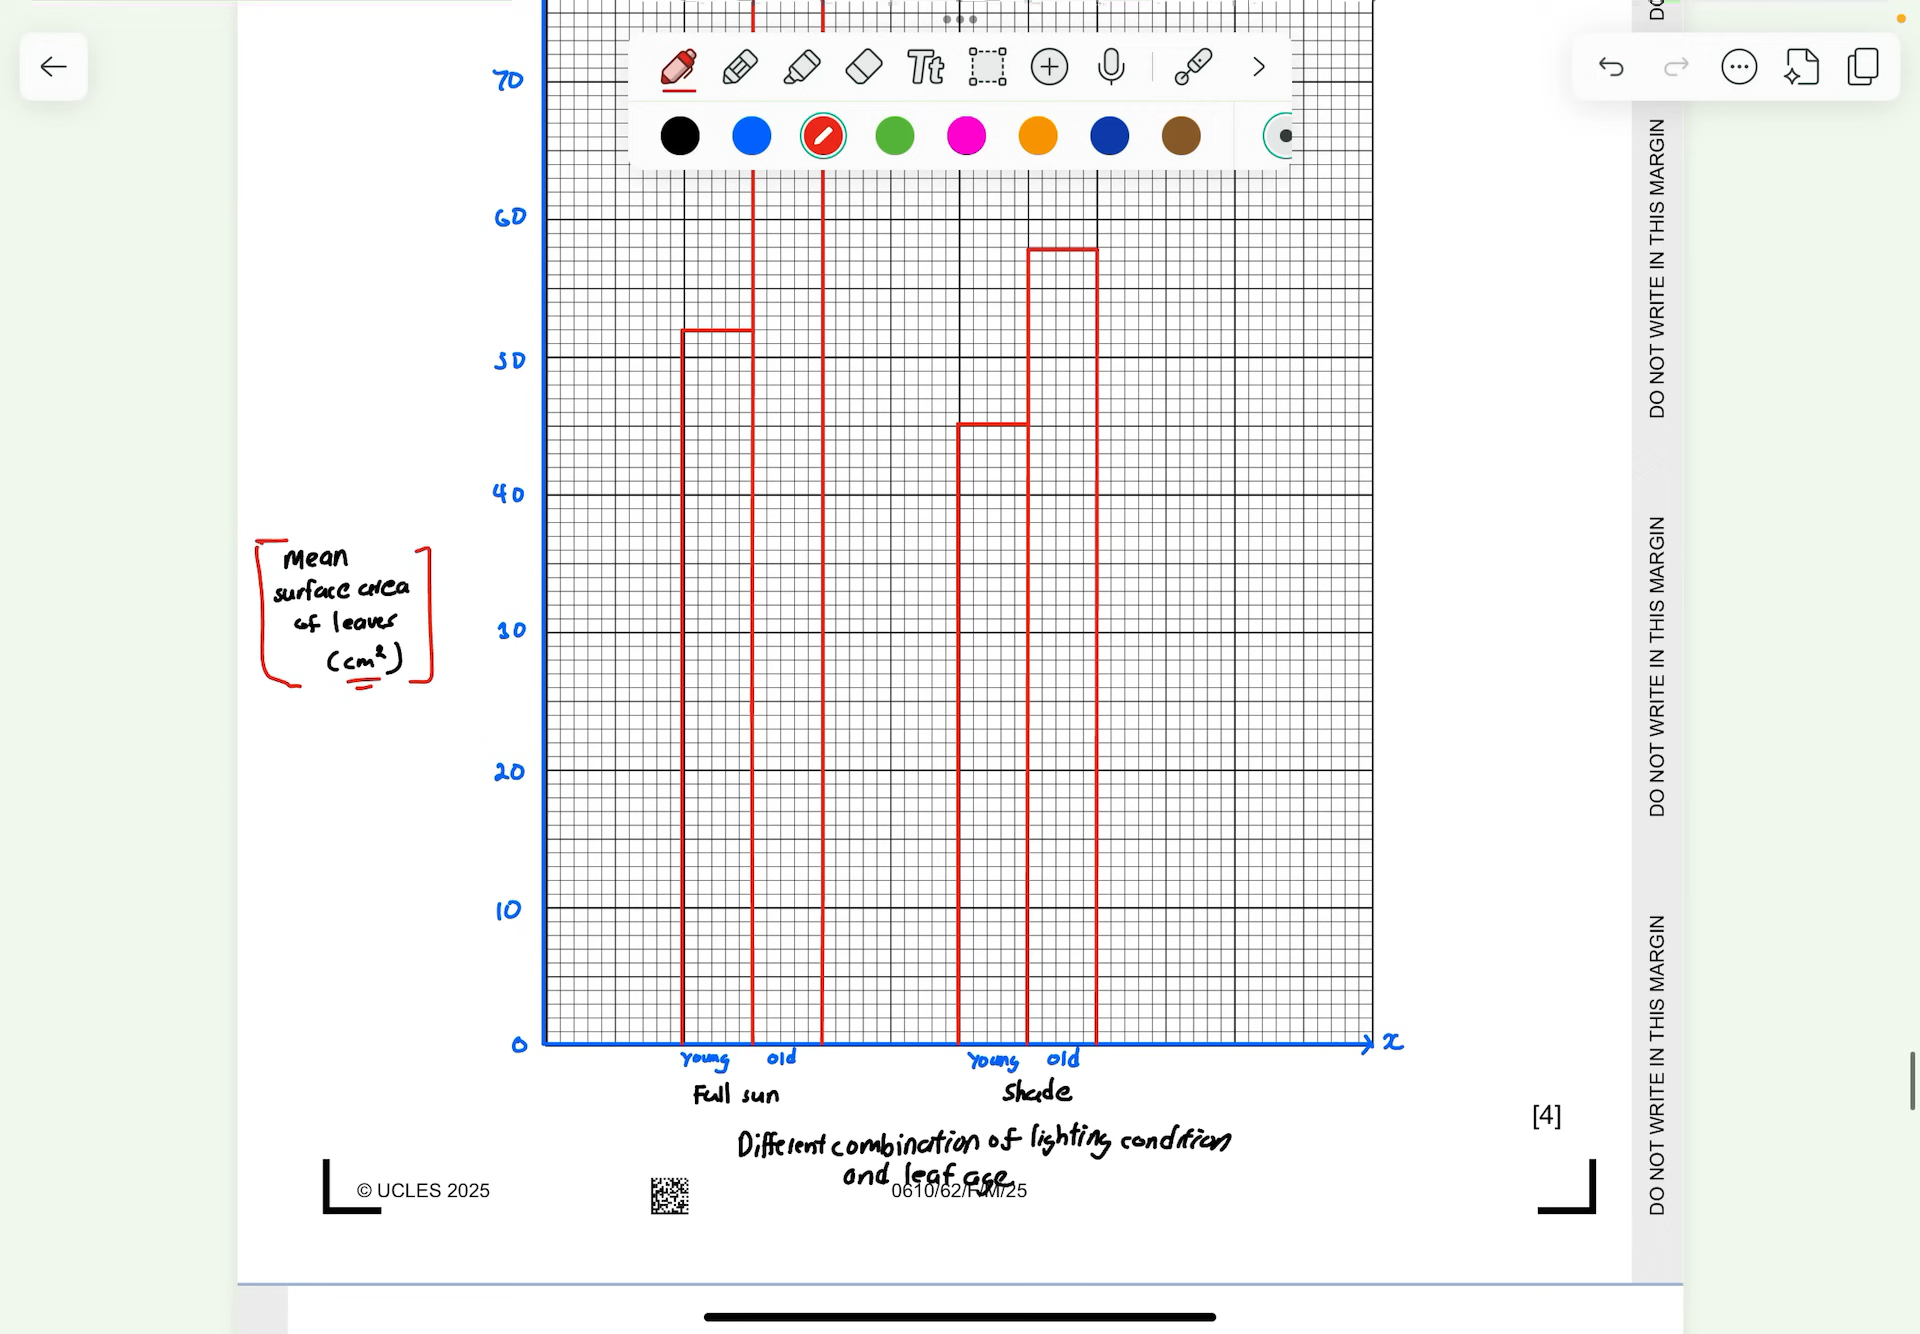 Tt
70
60
50
40
30
20
10
0
Mean
surface area
of leaves
(cm²)
x
young old young old
Full sun Shade
Different combination of lighting condition
and leaf age
[4]
© UCLES 2025
0610/62/F/M/25
DO NOT WRITE IN THIS MARGIN
DO NOT WRITE IN THIS MARGIN
DO NOT WRITE IN THIS MARGIN